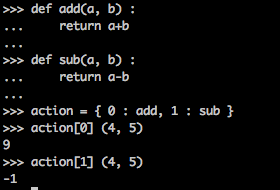 >>> def add(a, b) :
...     return a+b
...
>>> def sub(a, b) :
...     return a-b
...
>>> action = { 0 : add, 1 : sub }
>>> action[0] (4, 5)
9
>>> action[1] (4, 5)
-1